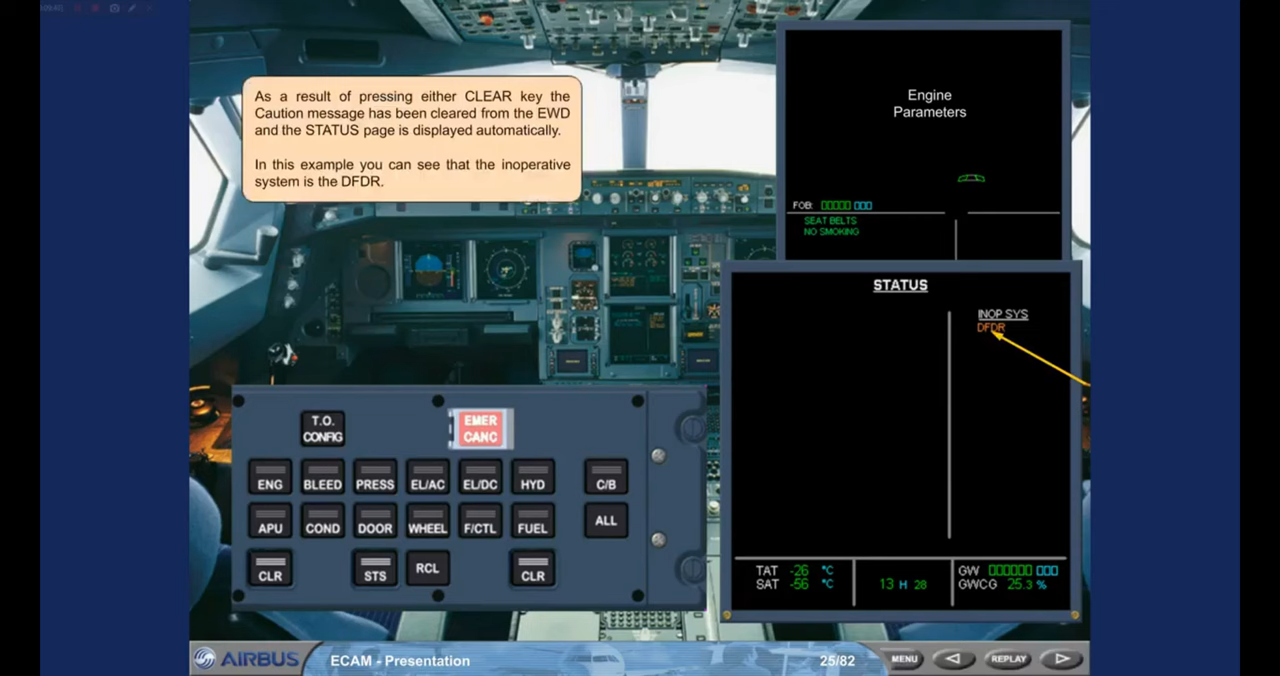 As a result of pressing either CLEAR key the
Caution message has been cleared from the EWD
and the STATUS page is displayed automatically.
In this example you can see that the inoperative
system is the DFDR.
Engine
Parameters
FOB:
SEAT BELTS
NO SMOKING
STATUS
INOP SYS
DFDR
T.O.
CONFIG
EMER
CANC
ENG BLEED PRESS EL/AC EL/DC HYD C/B
APU COND DOOR WHEEL F/CTL FUEL ALL
CLR STS RCL CLR
TAT -26 °C
SAT -56 °C
13 H 28
GW
GWCG 25.3 %
AIRBUS
ECAM - Presentation
25/82
MENU
REPLAY